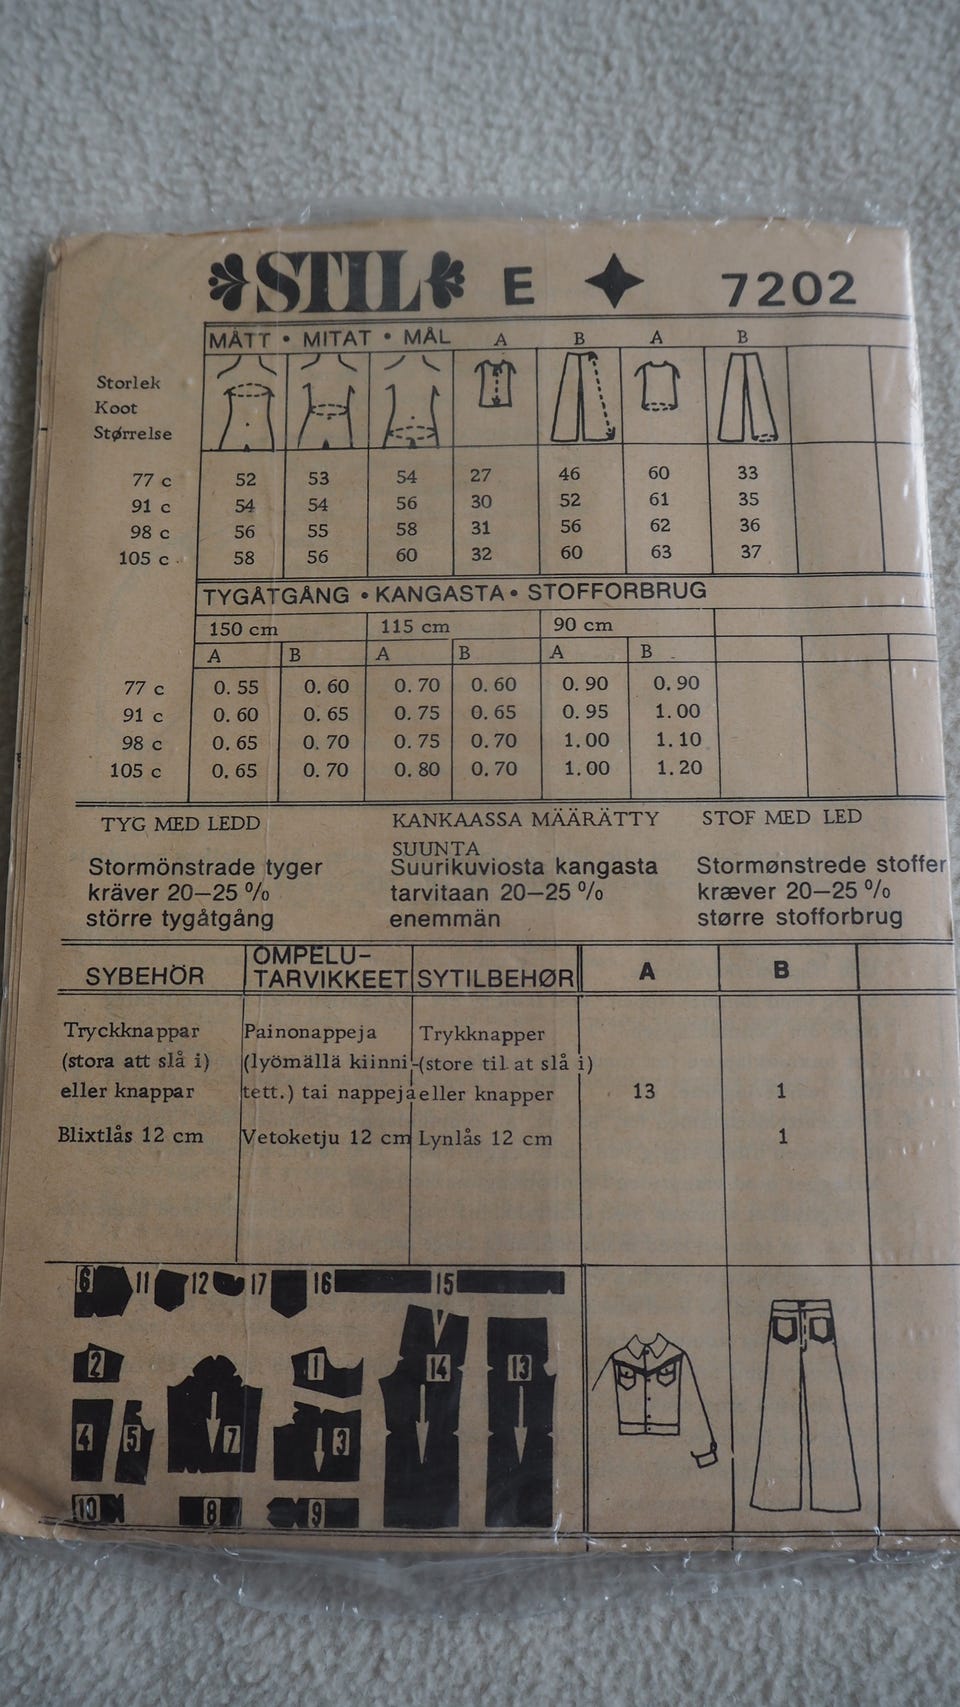 STIL E 7202
MÅTT • MITAT • MÅL A B A B
Storlek
Koot
Størrelse
77 c 52 53 54 27 46 60 33
91 c 54 54 56 30 52 61 35
98 c 56 55 58 31 56 62 36
105 c 58 56 60 32 60 63 37
TYGÅTGÅNG • KANGASTA • STOFFORBRUG
150 cm 115 cm 90 cm
A B A B A B
77 c 0.55 0.60 0.70 0.60 0.90 0.90
91 c 0.60 0.65 0.75 0.65 0.95 1.00
98 c 0.65 0.70 0.75 0.70 1.00 1.10
105 c 0.65 0.70 0.80 0.70 1.00 1.20
TYG MED LEDD
Stormönstrade tyger
kräver 20–25 %
större tygåtgång
KANKAASSA MÄÄRÄTTY
SUUNTA
Suurikuviosta kangasta
tarvitaan 20–25 %
enemmän
STOF MED LED
Stormønstrede stoffer
kræver 20–25 %
større stofforbrug
SYBEHÖR
OMPELU-
TARVIKKEET
SYTILBEHØR
A B
Tryckknappar
(stora att slå i)
eller knappar
Blixtlås 12 cm
Painonappeja
(lyömällä kiinni-
tett.) tai nappeja
Vetoketju 12 cm
Trykknapper
(store til at slå i)
eller knapper
Lynlås 12 cm
13 1
1
6 11 12 17 16 15
2 1 14 13
4 5 7 3
10 8 9